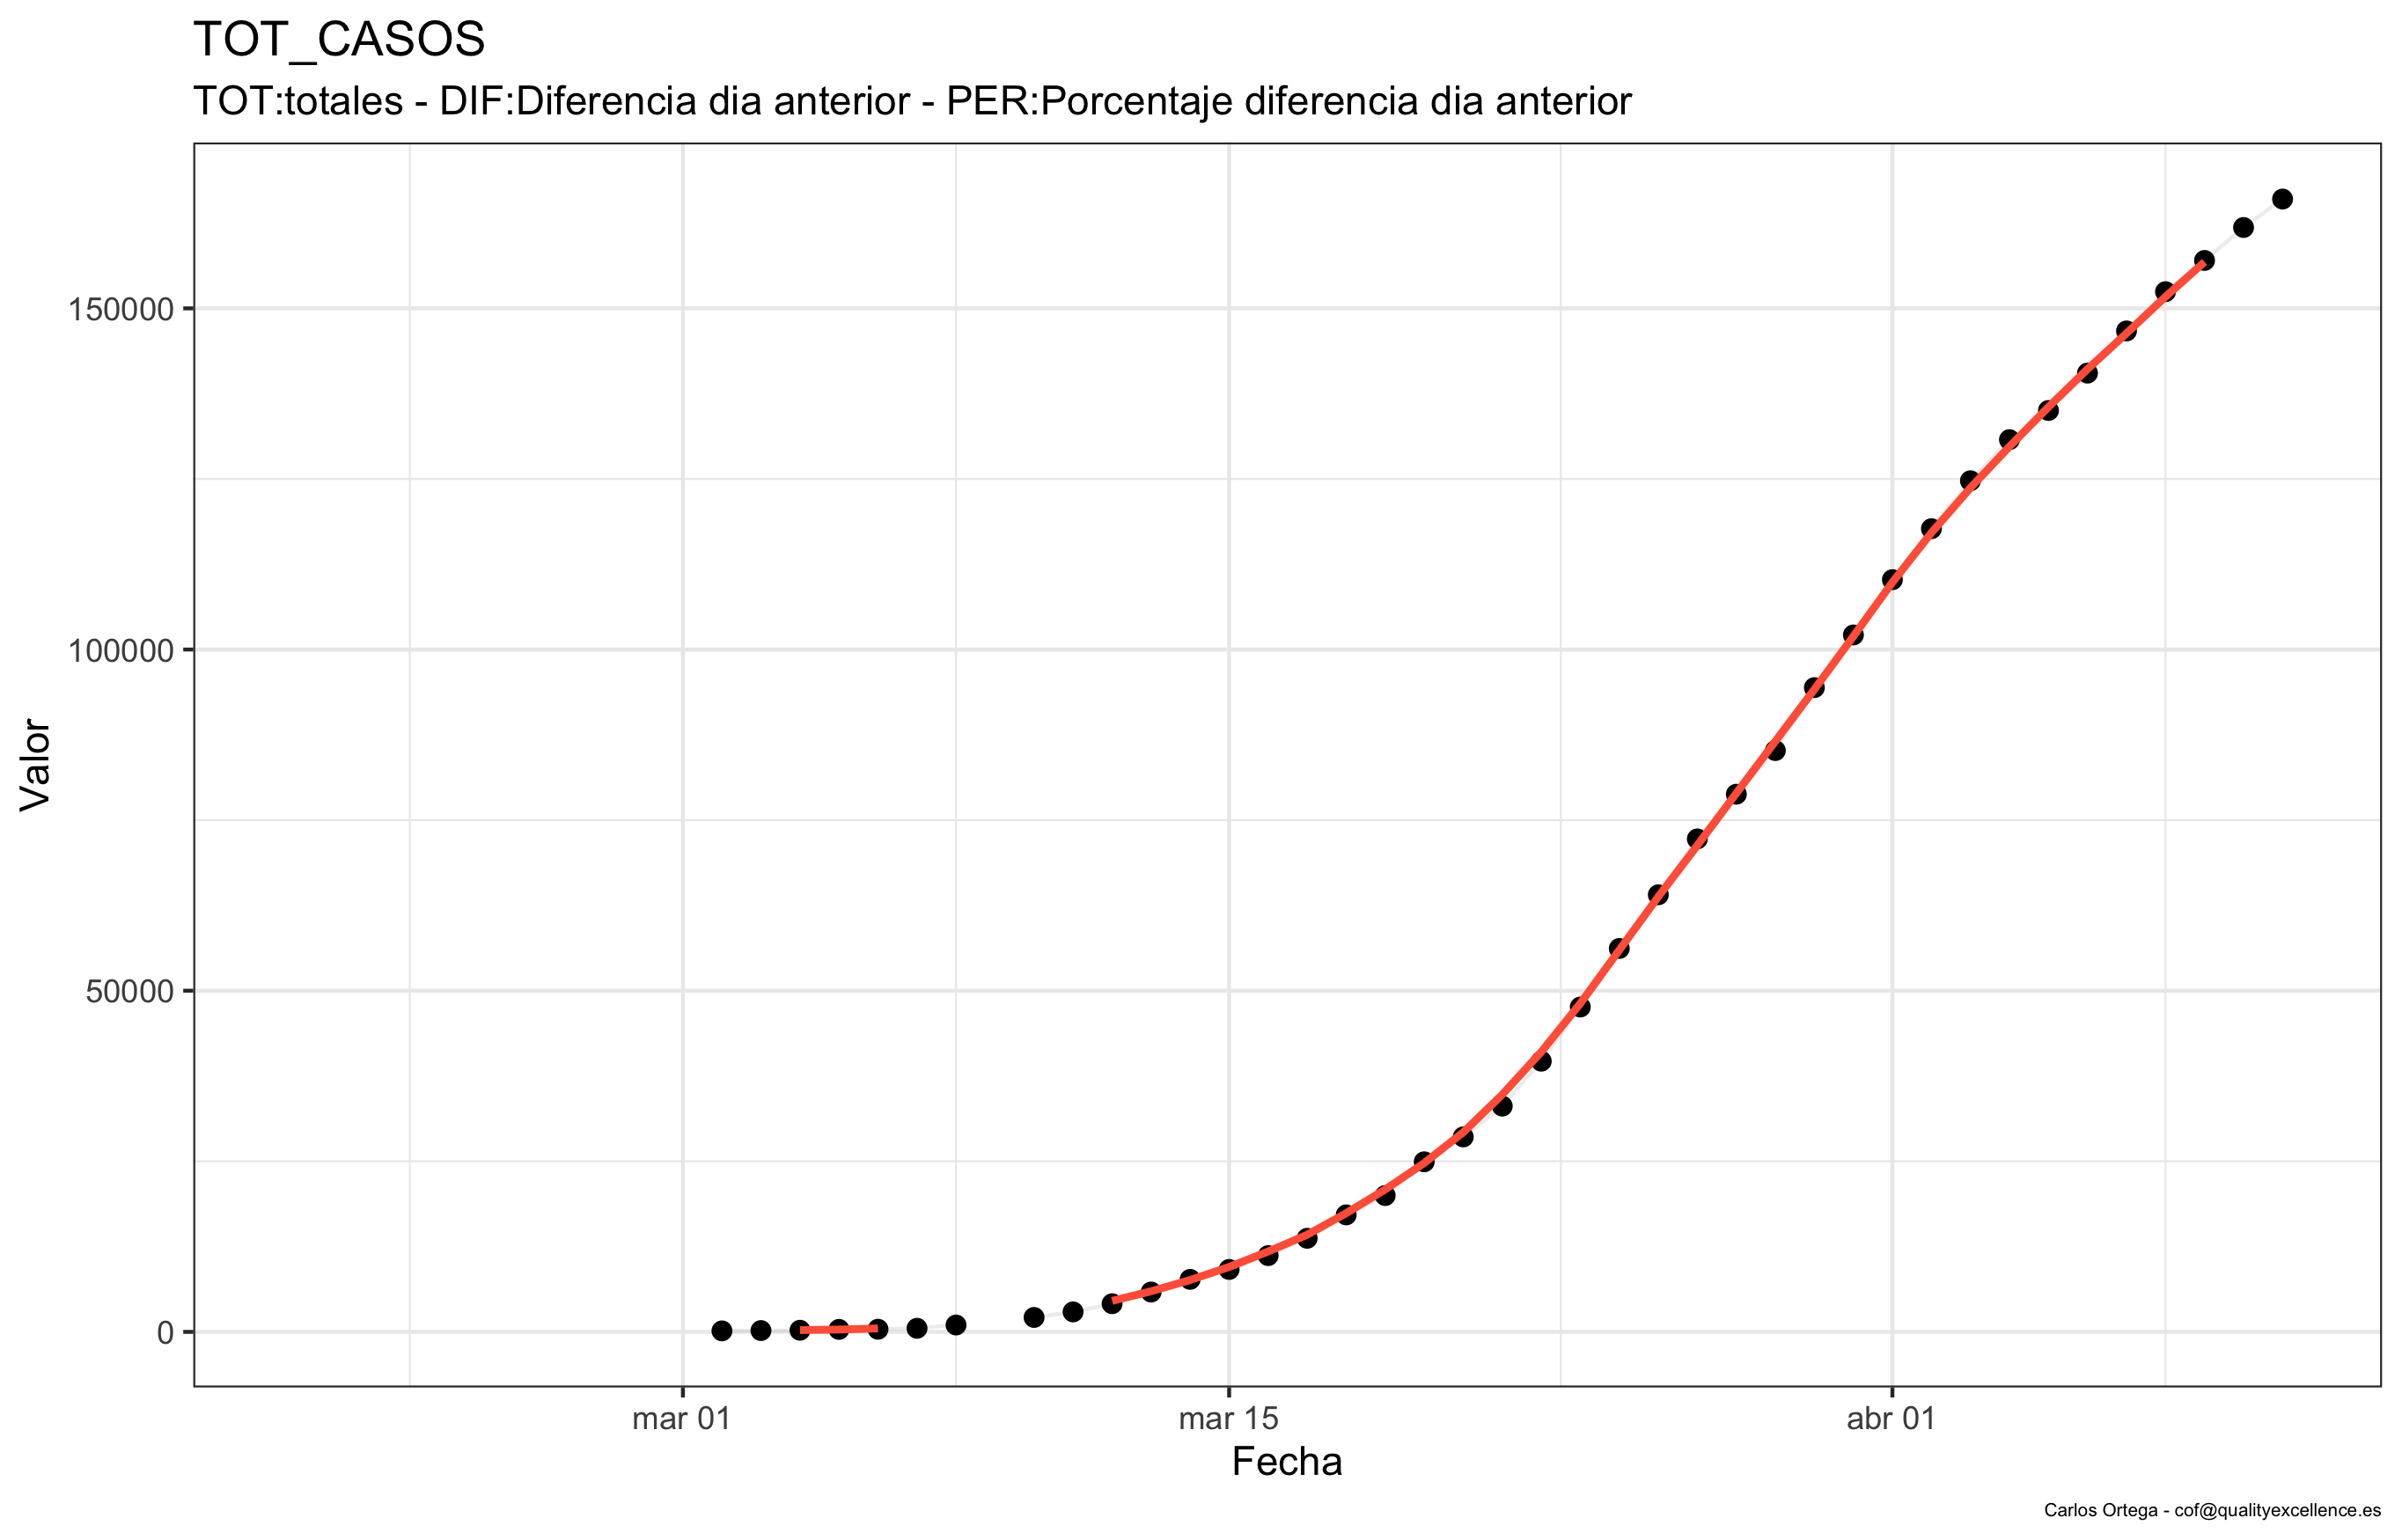 TOT_CASOS
TOT:totales - DIF:Diferencia dia anterior - PER:Porcentaje diferencia dia anterior
Valor
150000
100000
50000
0
mar 01
mar 15
abr 01
Fecha
Carlos Ortega - cof@qualityexcellence.es